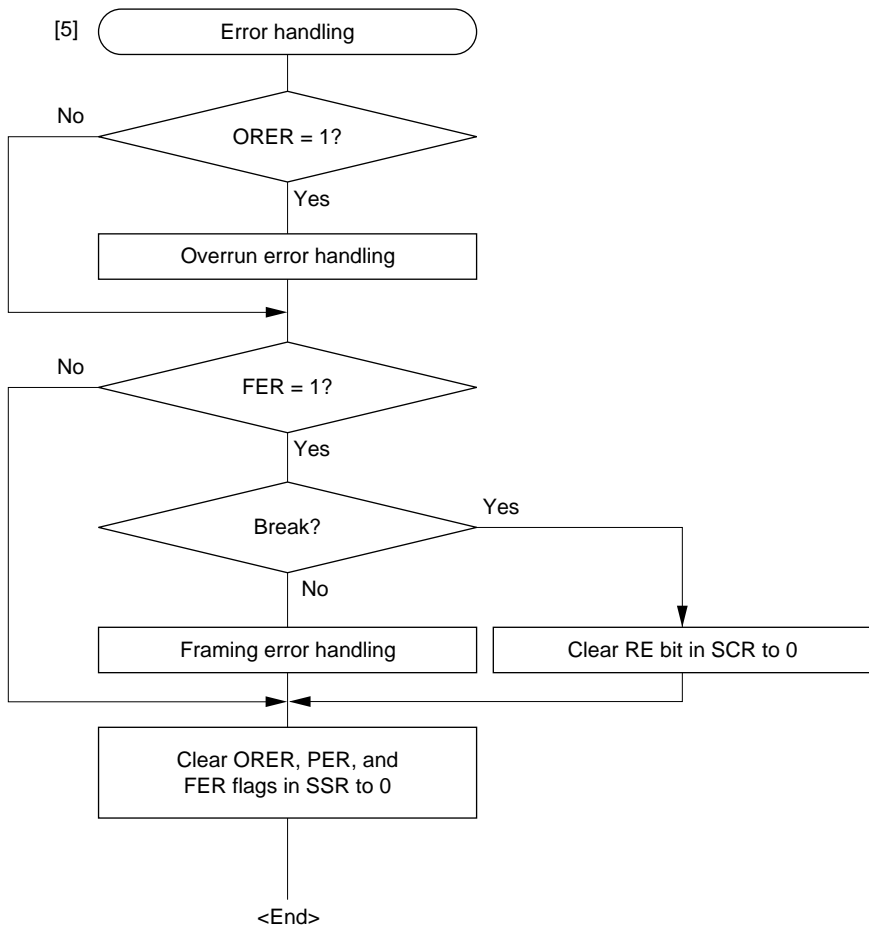 [5]
Error handling
No
ORER = 1?
Yes
Overrun error handling
No
FER = 1?
Yes
Break?
Yes
No
Framing error handling
Clear RE bit in SCR to 0
Clear ORER, PER, and
FER flags in SSR to 0
<End>